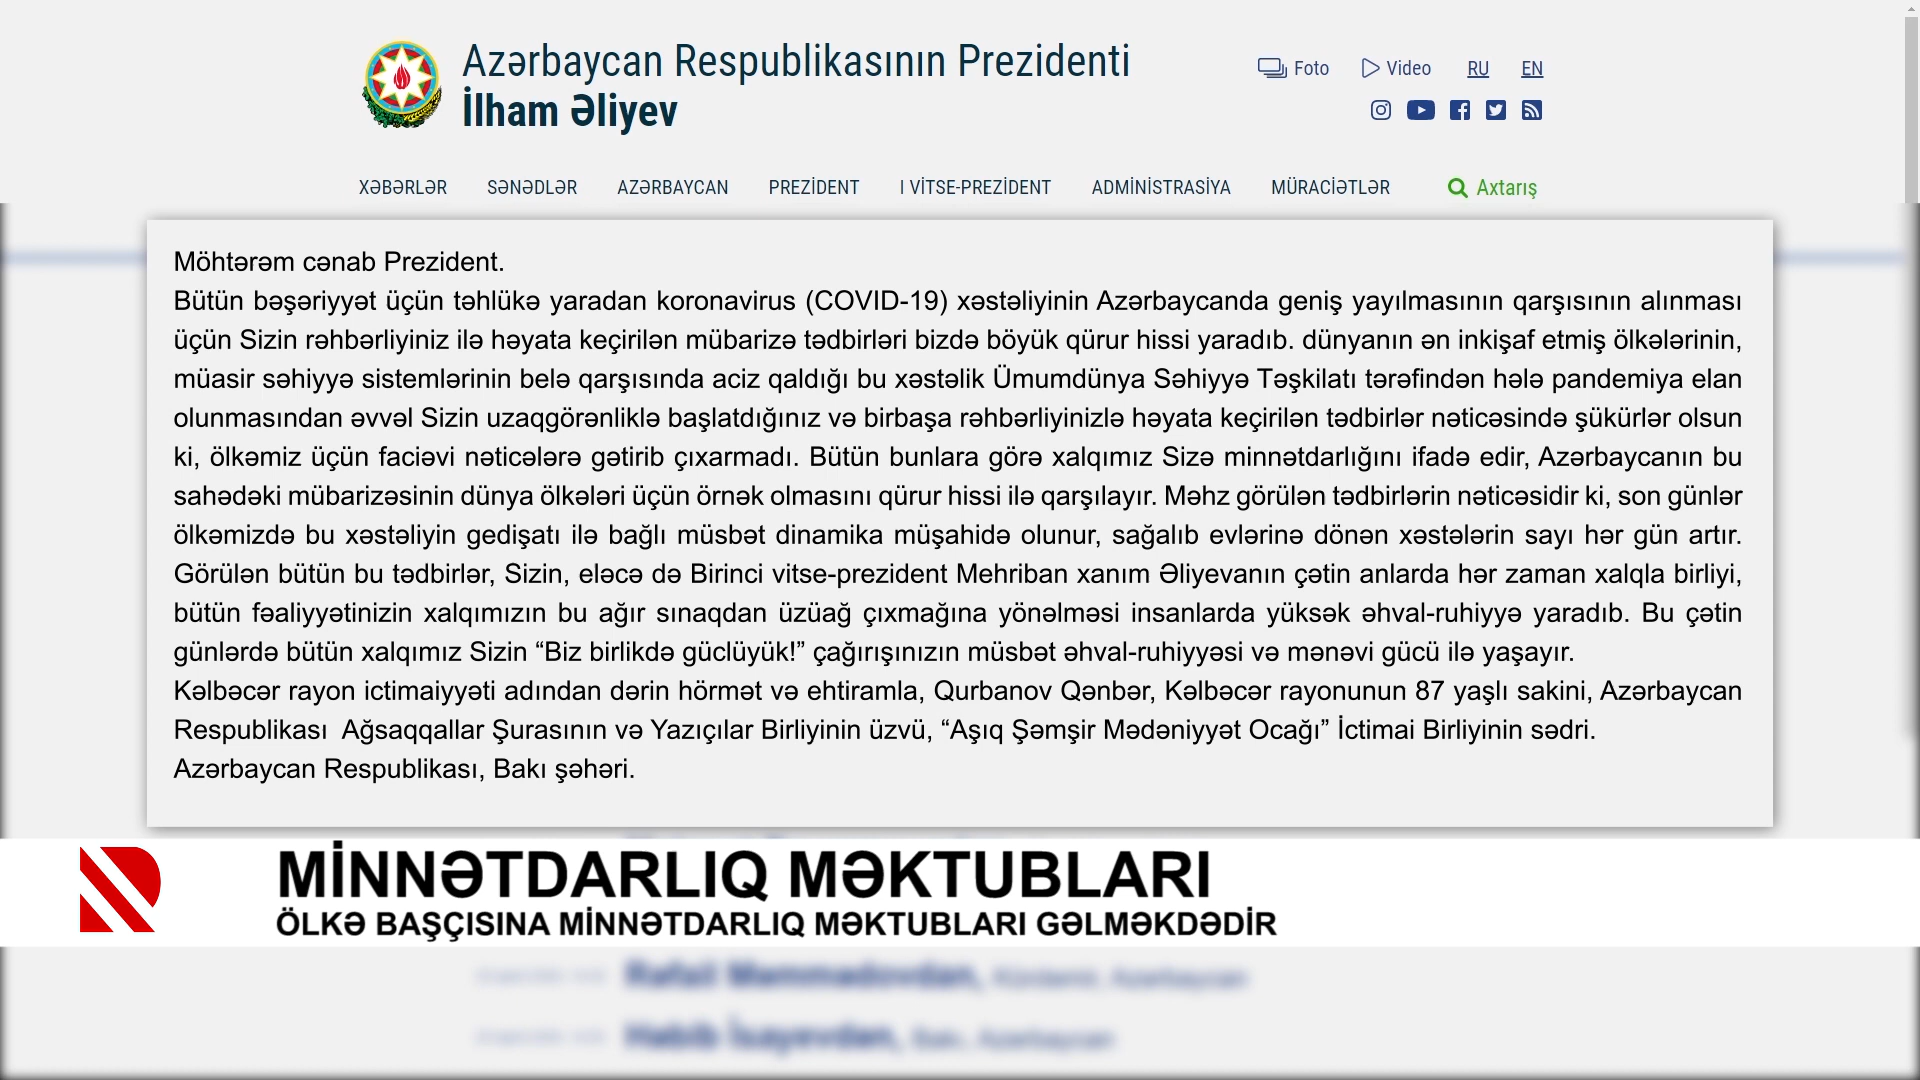 Azərbaycan Respublikasının Prezidenti
İlham Əliyev
Foto Video RU EN
XƏBƏRLƏR SƏNƏDLƏR AZƏRBAYCAN PREZİDENT I VİTSE-PREZİDENT ADMİNİSTRASİYA MÜRACİƏTLƏR Axtarış
Möhtərəm cənab Prezident.
Bütün bəşəriyyət üçün təhlükə yaradan koronavirus (COVID-19) xəstəliyinin Azərbaycanda geniş yayılmasının qarşısının alınması
üçün Sizin rəhbərliyiniz ilə həyata keçirilən mübarizə tədbirləri bizdə böyük qürur hissi yaradıb. dünyanın ən inkişaf etmiş ölkələrinin,
müasir səhiyyə sistemlərinin belə qarşısında aciz qaldığı bu xəstəlik Ümumdünya Səhiyyə Təşkilatı tərəfindən hələ pandemiya elan
olunmasından əvvəl Sizin uzaqgörənliklə başlatdığınız və birbaşa rəhbərliyinizlə həyata keçirilən tədbirlər nəticəsində şükürlər olsun
ki, ölkəmiz üçün faciəvi nəticələrə gətirib çıxarmadı. Bütün bunlara görə xalqımız Sizə minnətdarlığını ifadə edir, Azərbaycanın bu
sahədəki mübarizəsinin dünya ölkələri üçün örnək olmasını qürur hissi ilə qarşılayır. Məhz görülən tədbirlərin nəticəsidir ki, son günlər
ölkəmizdə bu xəstəliyin gedişatı ilə bağlı müsbət dinamika müşahidə olunur, sağalıb evlərinə dönən xəstələrin sayı hər gün artır.
Görülən bütün bu tədbirlər, Sizin, eləcə də Birinci vitse-prezident Mehriban xanım Əliyevanın çətin anlarda hər zaman xalqla birliyi,
bütün fəaliyyətinizin xalqımızın bu ağır sınaqdan üzüağ çıxmağına yönəlməsi insanlarda yüksək əhval-ruhiyyə yaradıb. Bu çətin
günlərdə bütün xalqımız Sizin “Biz birlikdə güclüyük!” çağırışınızın müsbət əhval-ruhiyyəsi və mənəvi gücü ilə yaşayır.
Kəlbəcər rayon ictimaiyyəti adından dərin hörmət və ehtiramla, Qurbanov Qənbər, Kəlbəcər rayonunun 87 yaşlı sakini, Azərbaycan
Respublikası Ağsaqqallar Şurasının və Yazıçılar Birliyinin üzvü, “Aşıq Şəmşir Mədəniyyət Ocağı” İctimai Birliyinin sədri.
Azərbaycan Respublikası, Bakı şəhəri.
MİNNƏTDARLIQ MƏKTUBLARI
ÖLKƏ BAŞÇISINA MİNNƏTDARLIQ MƏKTUBLARI GƏLMƏKDƏDİR
Rəfail Məmmədovdan, Kürdəmir, Azərbaycan
Həbib İsayevdən, Bakı, Azərbaycan